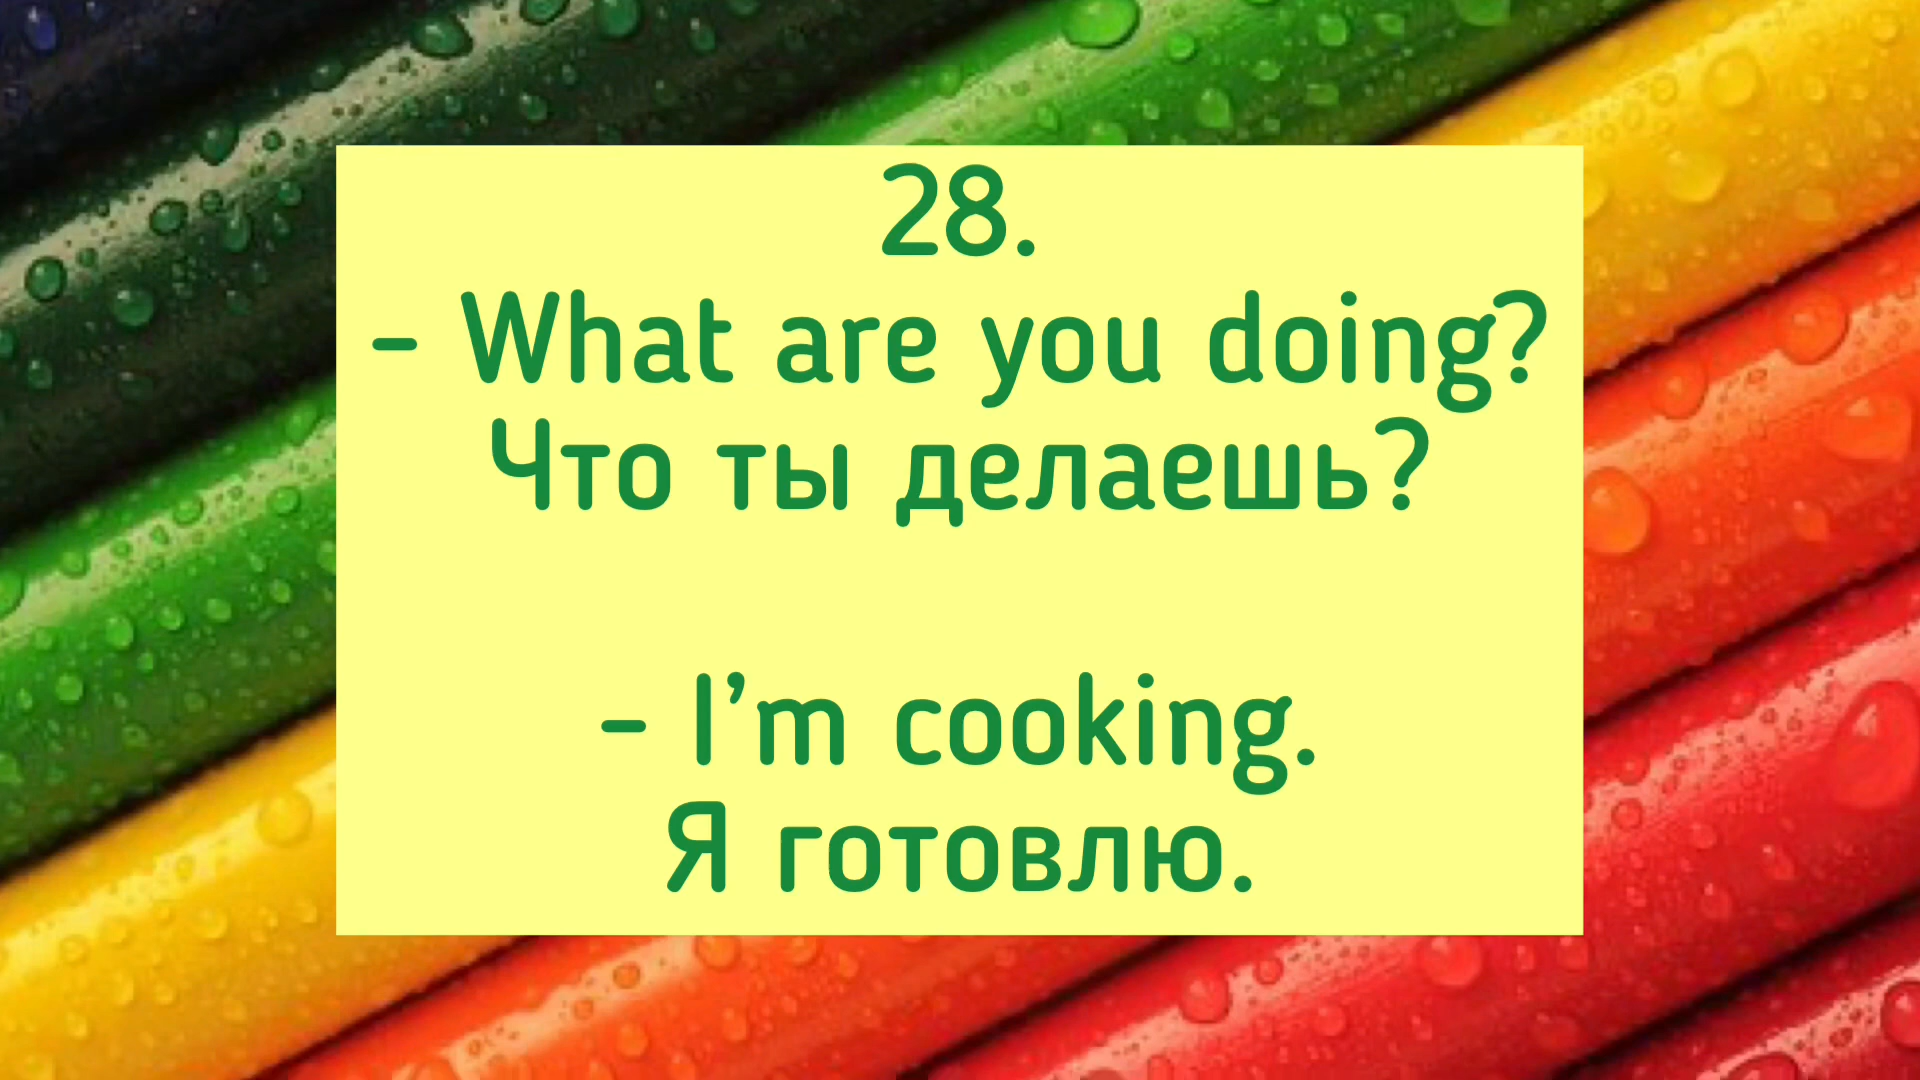 28.
- What are you doing?
Что ты делаешь?
- I’m cooking.
Я готовлю.